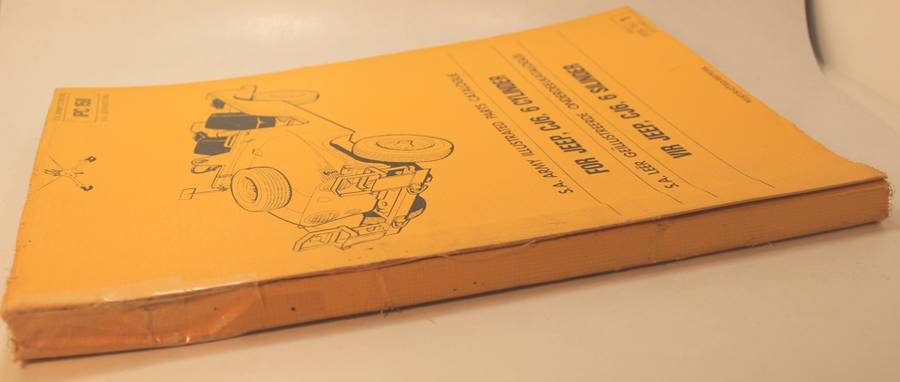 S.A. ARMY ILLUSTRATED PARTS CATALOGUE
FOR JEEP, CJ6, 6 CYLINDER
S.A. LEËR GEÏLLUSTREERDE ONDERDELEKATALOGUS
VIR JEEP, CJ6, 6 SILINDER